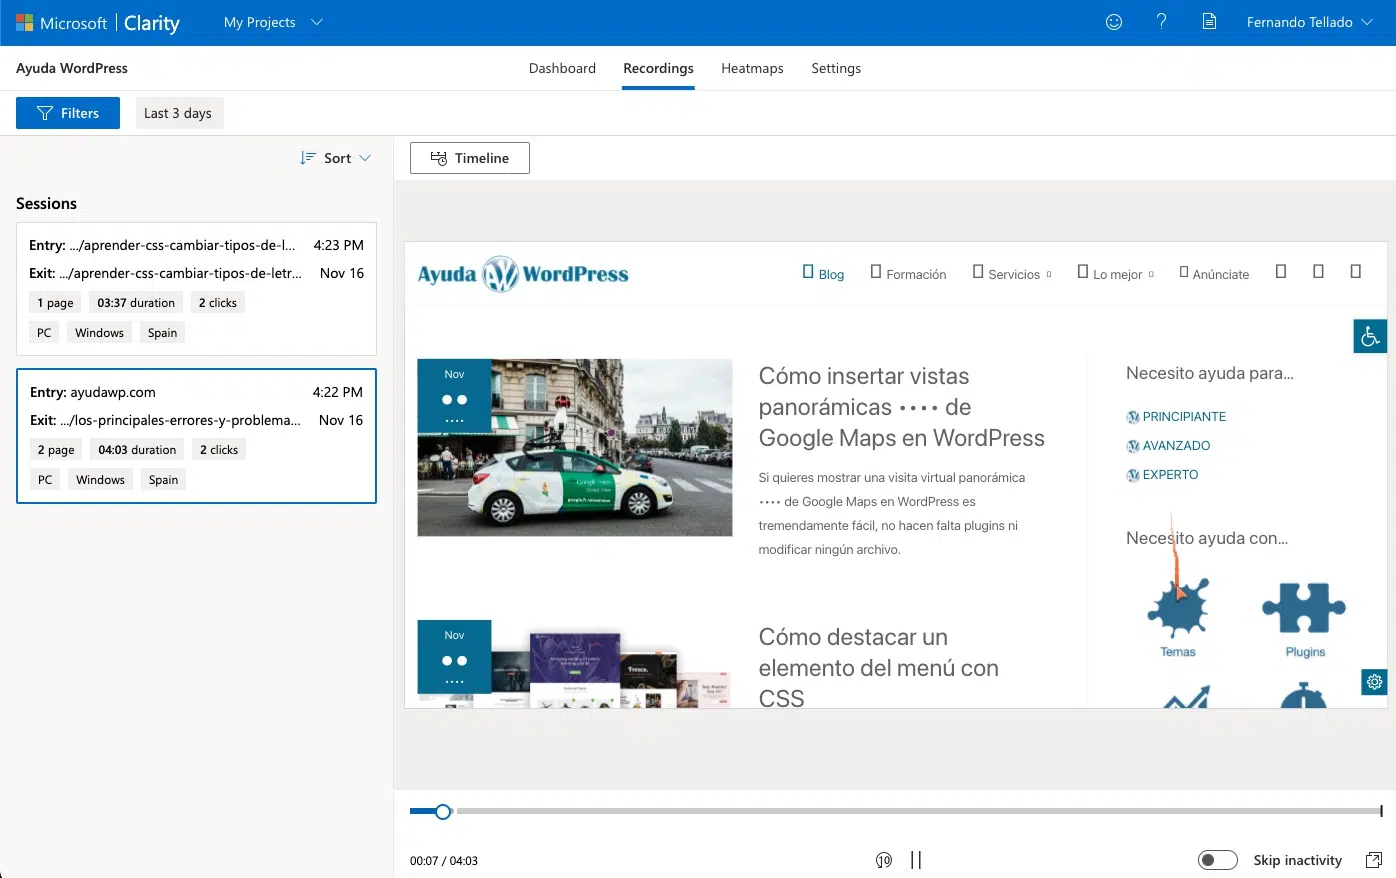 Microsoft | Clarity
My Projects
Fernando Tellado
Ayuda WordPress
Dashboard
Recordings
Heatmaps
Settings
Filters
Last 3 days
Sort
Timeline
Sessions
Entry: .../aprender-css-cambiar-tipos-de-l... 4:23 PM
Exit: .../aprender-css-cambiar-tipos-de-letr... Nov 16
1 page 03:37 duration 2 clicks
PC Windows Spain
Entry: ayudawp.com 4:22 PM
Exit: .../los-principales-errores-y-problema... Nov 16
2 page 04:03 duration 2 clicks
PC Windows Spain
Ayuda WordPress
Blog
Formación
Servicios
Lo mejor
Anúnciate
Nov
Cómo insertar vistas
panorámicas •••• de
Google Maps en WordPress
Si quieres mostrar una visita virtual panorámica
•••• de Google Maps en WordPress es
tremendamente fácil, no hacen falta plugins ni
modificar ningún archivo.
Nov
Cómo destacar un
elemento del menú con
CSS
Necesito ayuda para...
PRINCIPIANTE
AVANZADO
EXPERTO
Necesito ayuda con...
Temas
Plugins
00:07 / 04:03
10
Skip inactivity